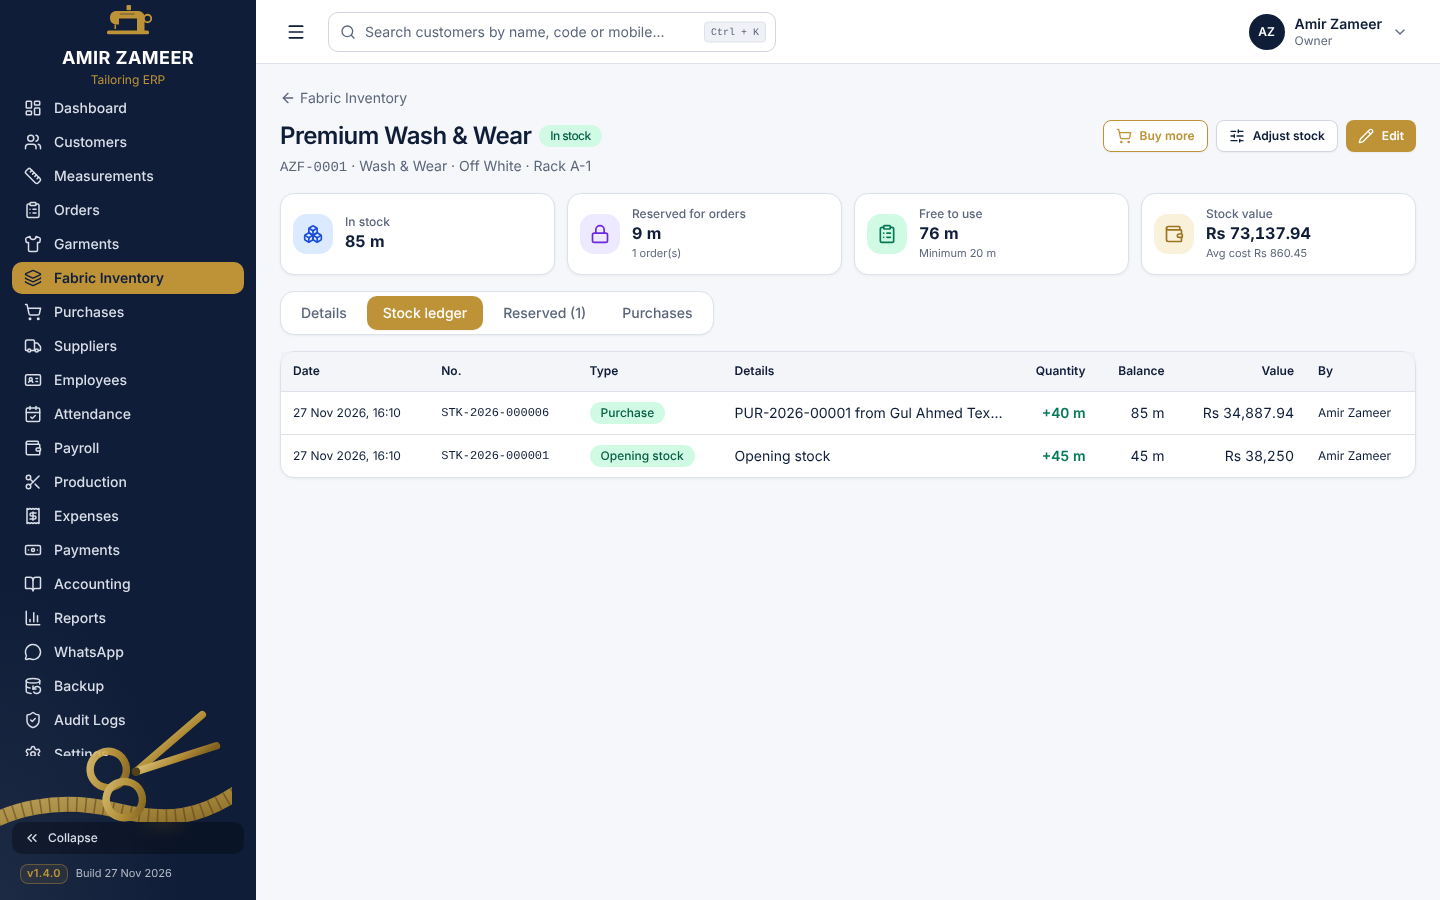 AMIR ZAMEER
Tailoring ERP
Dashboard
Customers
Measurements
Orders
Garments
Fabric Inventory
Purchases
Suppliers
Employees
Attendance
Payroll
Production
Expenses
Payments
Accounting
Reports
WhatsApp
Backup
Audit Logs
Settings
Collapse
v1.4.0 Build 27 Nov 2026
Search customers by name, code or mobile... Ctrl + K
AZ Amir Zameer
Owner
Fabric Inventory
Premium Wash & Wear In stock
AZF-0001 · Wash & Wear · Off White · Rack A-1
Buy more Adjust stock Edit
In stock
85 m
Reserved for orders
9 m
1 order(s)
Free to use
76 m
Minimum 20 m
Stock value
Rs 73,137.94
Avg cost Rs 860.45
Details Stock ledger Reserved (1) Purchases
Date No. Type Details Quantity Balance Value By
27 Nov 2026, 16:10 STK-2026-000006 Purchase PUR-2026-00001 from Gul Ahmed Tex... +40 m 85 m Rs 34,887.94 Amir Zameer
27 Nov 2026, 16:10 STK-2026-000001 Opening stock Opening stock +45 m 45 m Rs 38,250 Amir Zameer